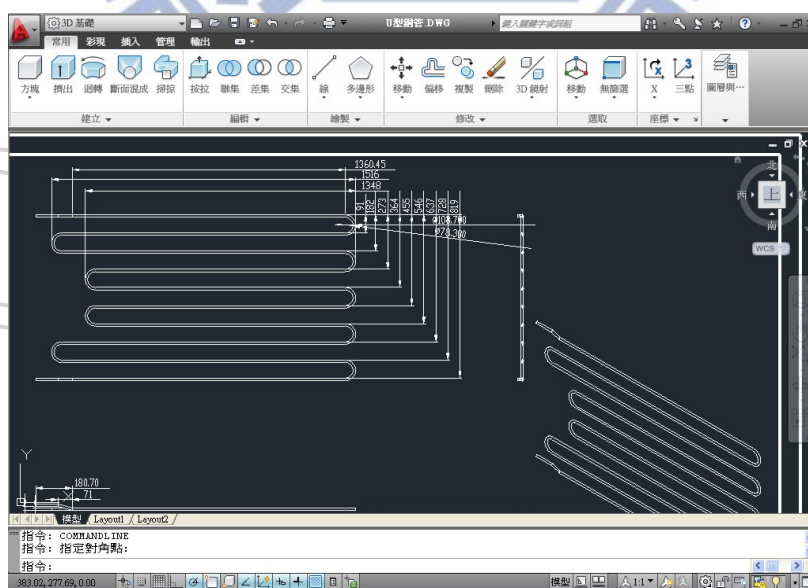 3D 基礎
U型銅管.DWG
鍵入關鍵字或詞組
常用 彩現 插入 管理 輸出
方塊 擠出 迴轉 斷面混成 掃掠 按拉 聯集 差集 交集 線 多邊形 移動 偏移 複製 刪除 3D 鏡射 移動 無篩選 X 三點 圖層與…
建立 編輯 繪製 修改 選取 座標
1360.45
1516
1348
91 182 273 364 455 546 637 728 819
北
西 上 東
南
WCS
Y
180.70
X 71
模型 Layout1 Layout2
指令: COMMANDLINE
指令: 指定對角點:
指令:
383.02, 277.69, 0.00 模型 1:1